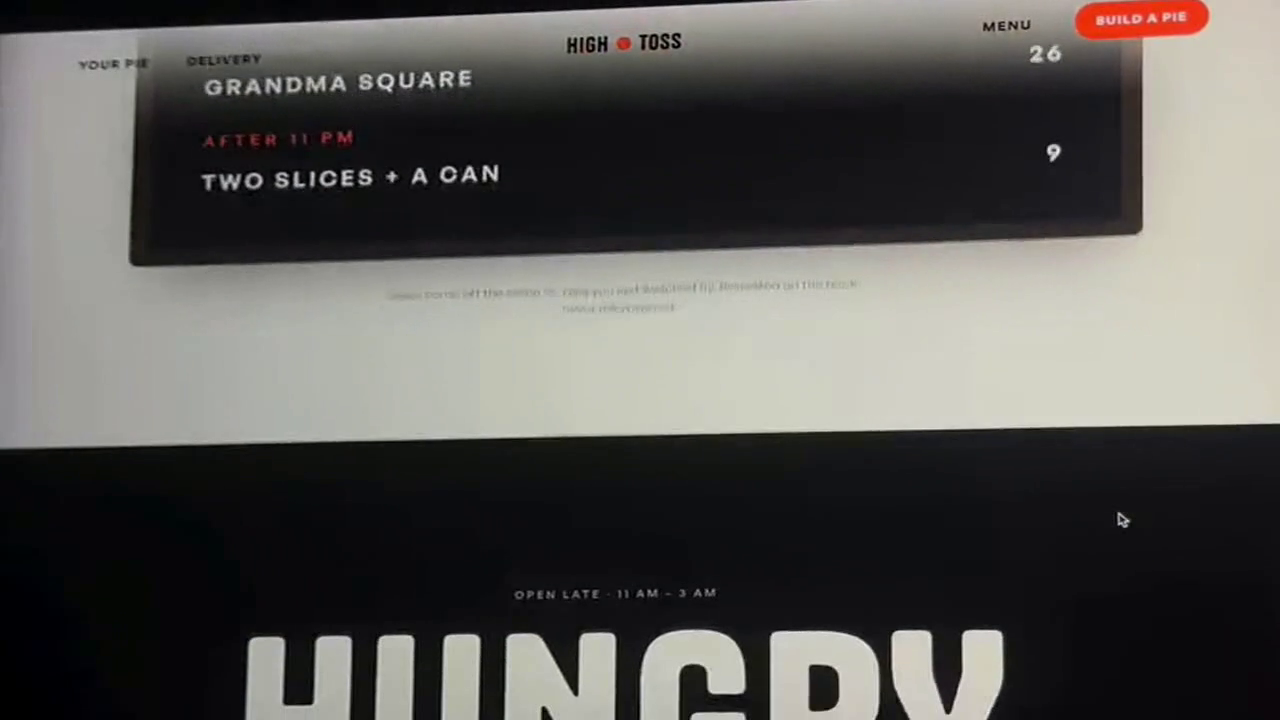 YOUR PIE
DELIVERY
HIGH TOSS
MENU
BUILD A PIE
GRANDMA SQUARE
26
AFTER 11 PM
TWO SLICES + A CAN
9
OPEN LATE · 11 AM – 3 AM
HUNGRY